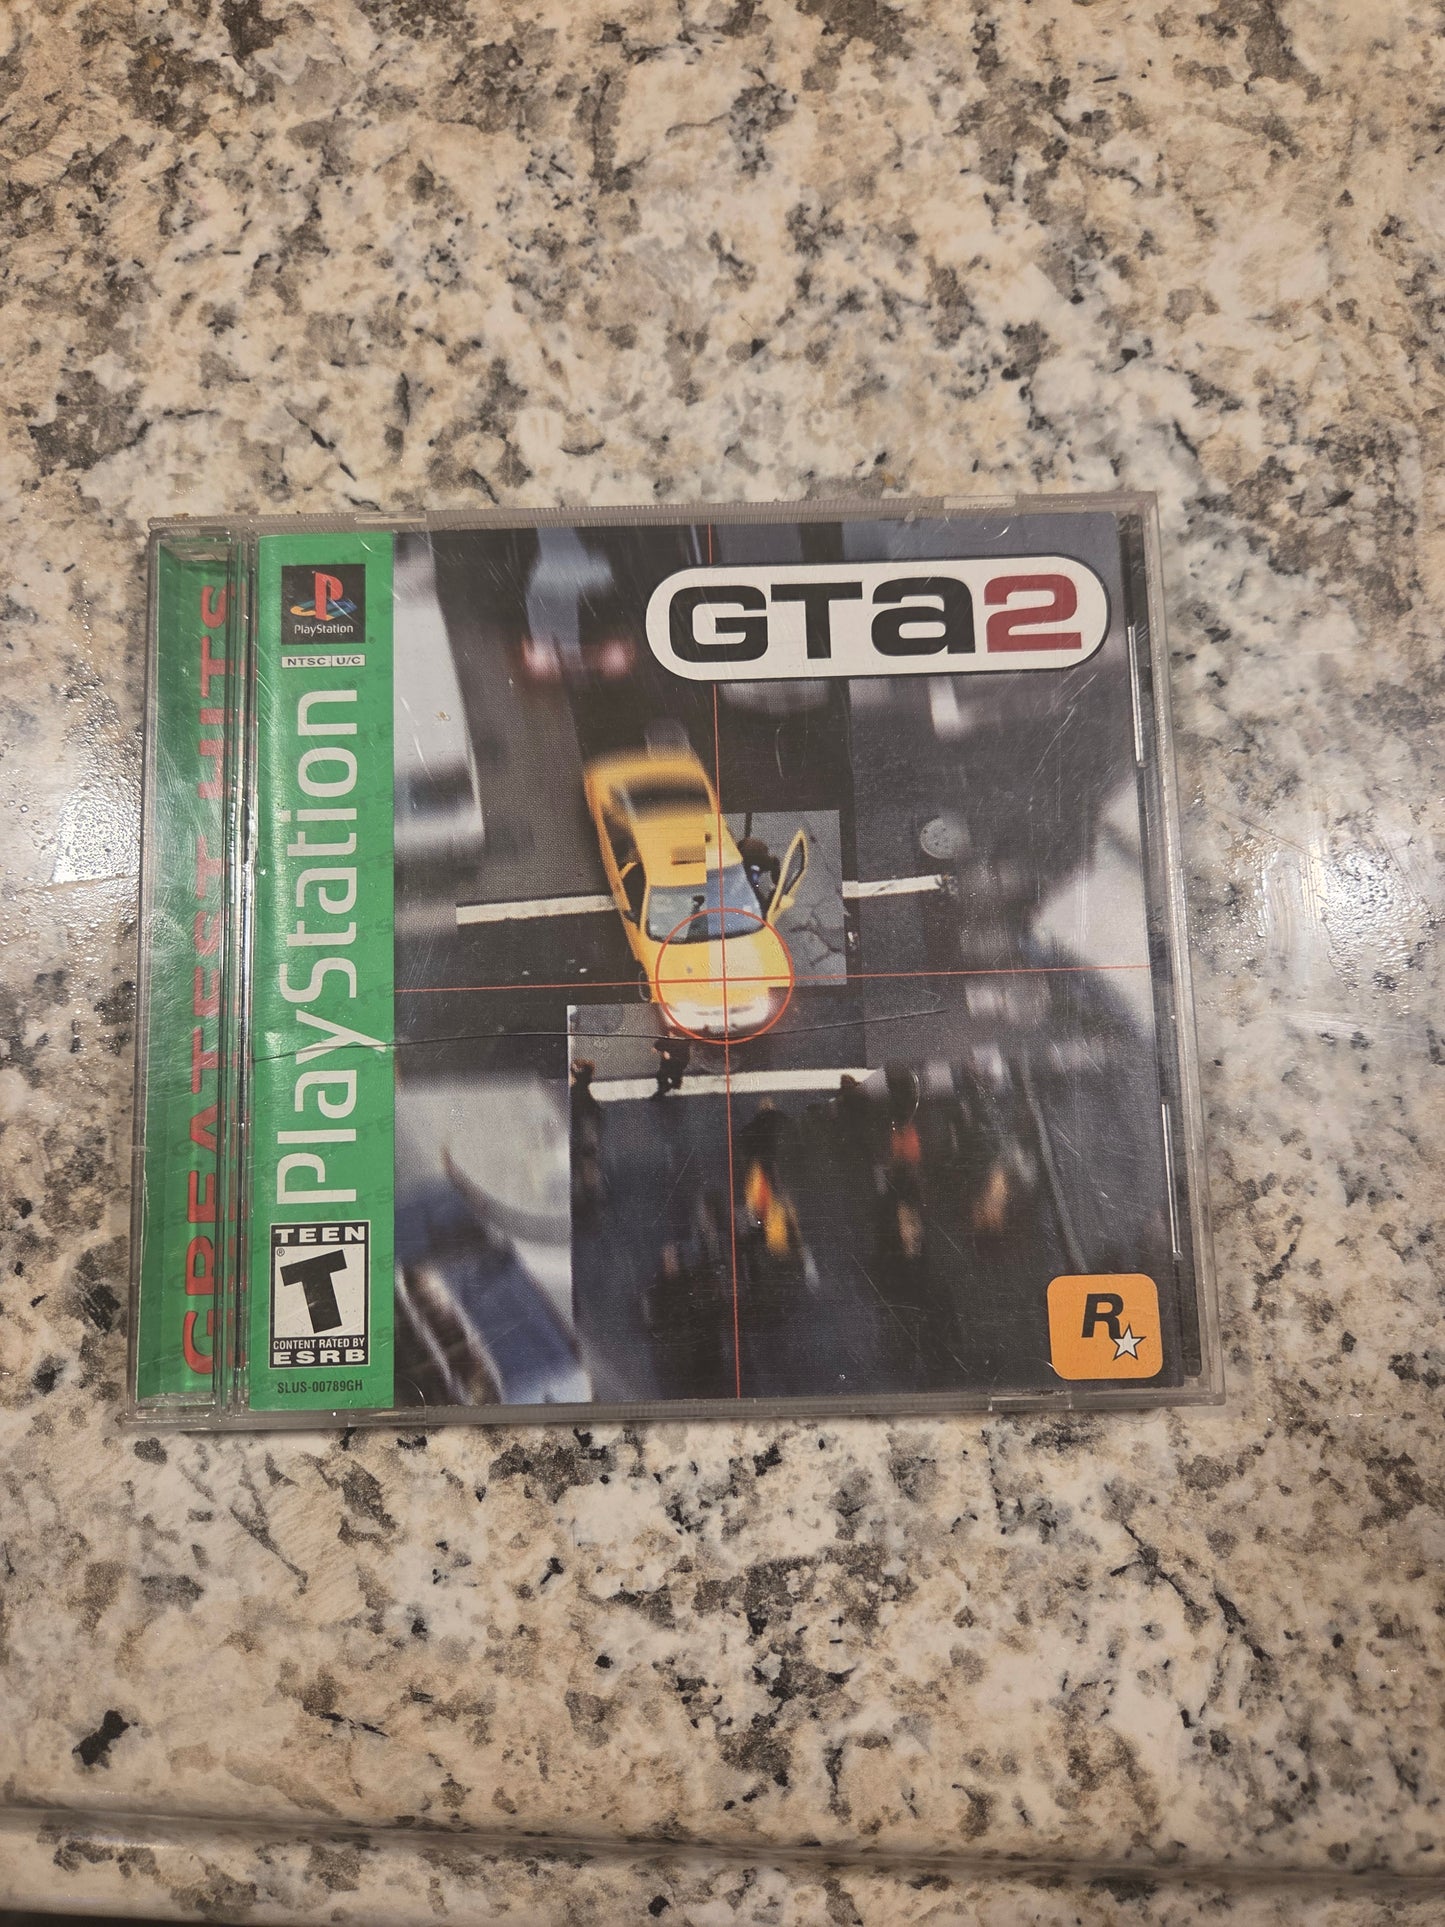 GREATEST HITS
PlayStation
NTSC U/C
PlayStation
TEEN
T
CONTENT RATED BY
ESRB
SLUS-00789GH
GTa2
R